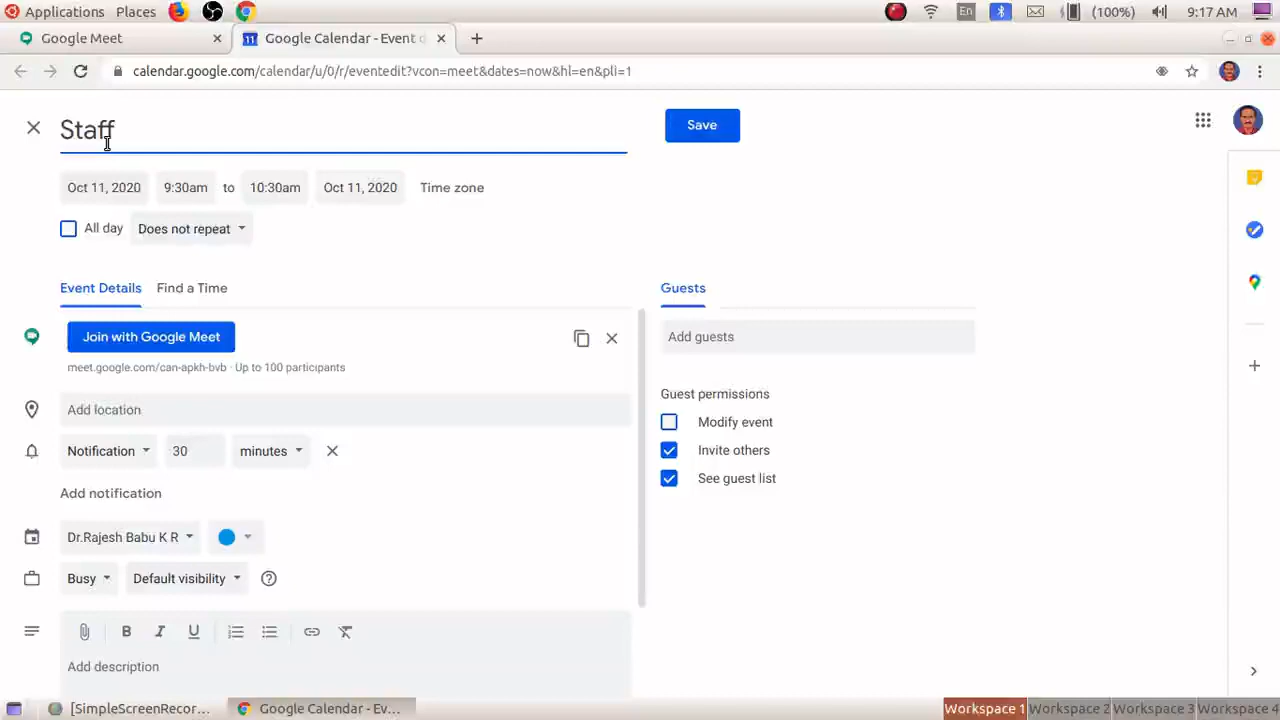 Applications Places En (100%) 9:17 AM
Google Meet Google Calendar - Event d
calendar.google.com/calendar/u/0/r/eventedit?vcon=meet&dates=now&hl=en&pli=1
Staff Save
Oct 11, 2020 9:30am to 10:30am Oct 11, 2020 Time zone
All day Does not repeat
Event Details Find a Time Guests
Join with Google Meet Add guests
meet.google.com/can-apkh-bvb · Up to 100 participants
Guest permissions
Add location Modify event
Notification 30 minutes Invite others
See guest list
Add notification
Dr.Rajesh Babu K R
Busy Default visibility
B I U
Add description
[SimpleScreenRecor... Google Calendar - Ev... Workspace 1 Workspace 2 Workspace 3 Workspace 4